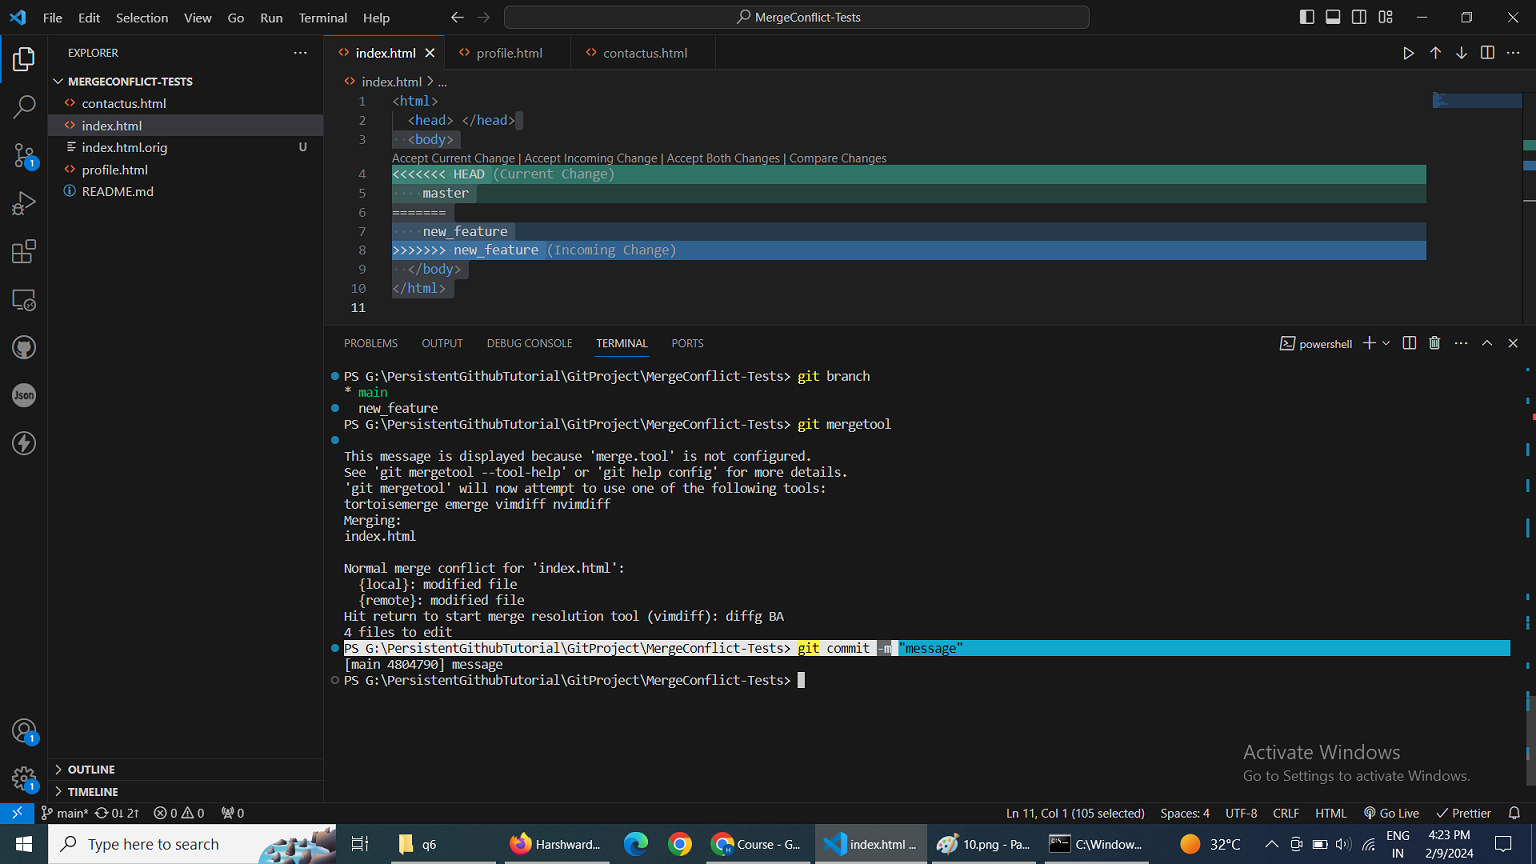 File Edit Selection View Go Run Terminal Help
MergeConflict-Tests
EXPLORER
MERGECONFLICT-TESTS
contactus.html
index.html
index.html.orig U
profile.html
README.md
OUTLINE
TIMELINE
index.html profile.html contactus.html
index.html > ...
1 <html>
2 <head> </head>
3 <body>
Accept Current Change | Accept Incoming Change | Accept Both Changes | Compare Changes
4 <<<<<<< HEAD (Current Change)
5 master
6 =======
7 new_feature
8 >>>>>>> new_feature (Incoming Change)
9 </body>
10 </html>
11
PROBLEMS OUTPUT DEBUG CONSOLE TERMINAL PORTS
powershell
PS G:\PersistentGithubTutorial\GitProject\MergeConflict-Tests> git branch
* main
new_feature
PS G:\PersistentGithubTutorial\GitProject\MergeConflict-Tests> git mergetool
This message is displayed because 'merge.tool' is not configured.
See 'git mergetool --tool-help' or 'git help config' for more details.
'git mergetool' will now attempt to use one of the following tools:
tortoisemerge emerge vimdiff nvimdiff
Merging:
index.html
Normal merge conflict for 'index.html':
{local}: modified file
{remote}: modified file
Hit return to start merge resolution tool (vimdiff): diffg BA
4 files to edit
PS G:\PersistentGithubTutorial\GitProject\MergeConflict-Tests> git commit -m "message"
[main 4804790] message
PS G:\PersistentGithubTutorial\GitProject\MergeConflict-Tests>
Activate Windows
Go to Settings to activate Windows.
Json
1
1
1
main* 0↓ 2↑ 0 0 0
Ln 11, Col 1 (105 selected) Spaces: 4 UTF-8 CRLF HTML Go Live Prettier
Type here to search
q6
Harshward...
Course - G...
index.html ...
10.png - Pa...
C:\Window...
32°C
ENG
IN
4:23 PM
2/9/2024